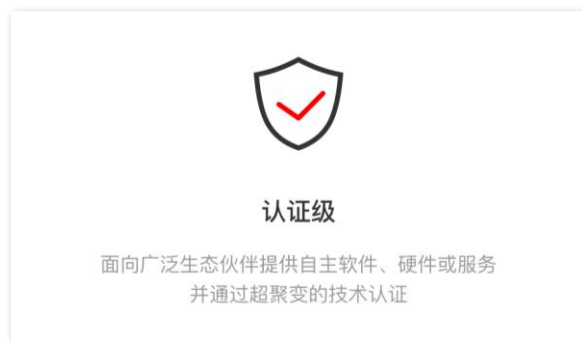 认证级
面向广泛生态伙伴提供自主软件、硬件或服务
并通过超聚变的技术认证